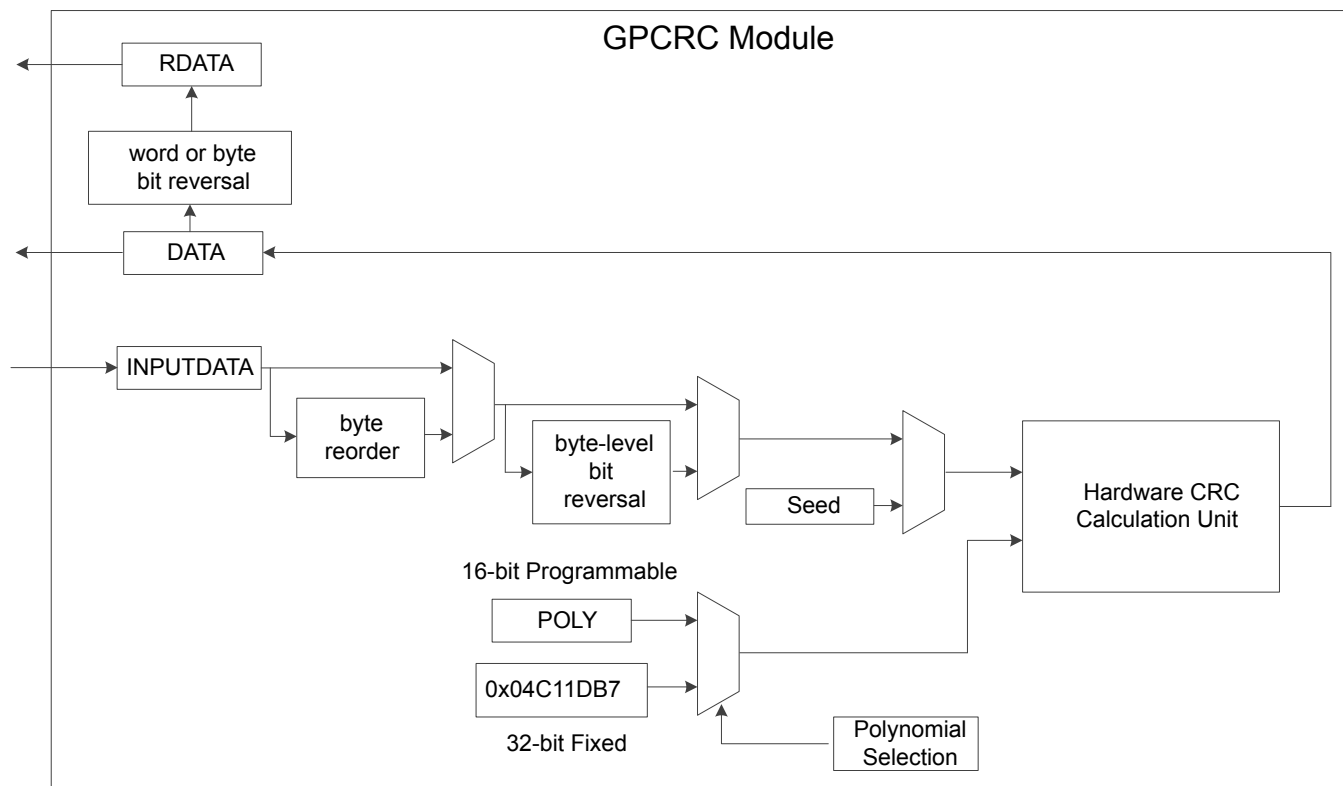 GPCRC Module
RDATA
word or byte
bit reversal
DATA
INPUTDATA
byte
reorder
byte-level
bit
reversal
Seed
Hardware CRC
Calculation Unit
16-bit Programmable
POLY
0x04C11DB7
32-bit Fixed
Polynomial
Selection